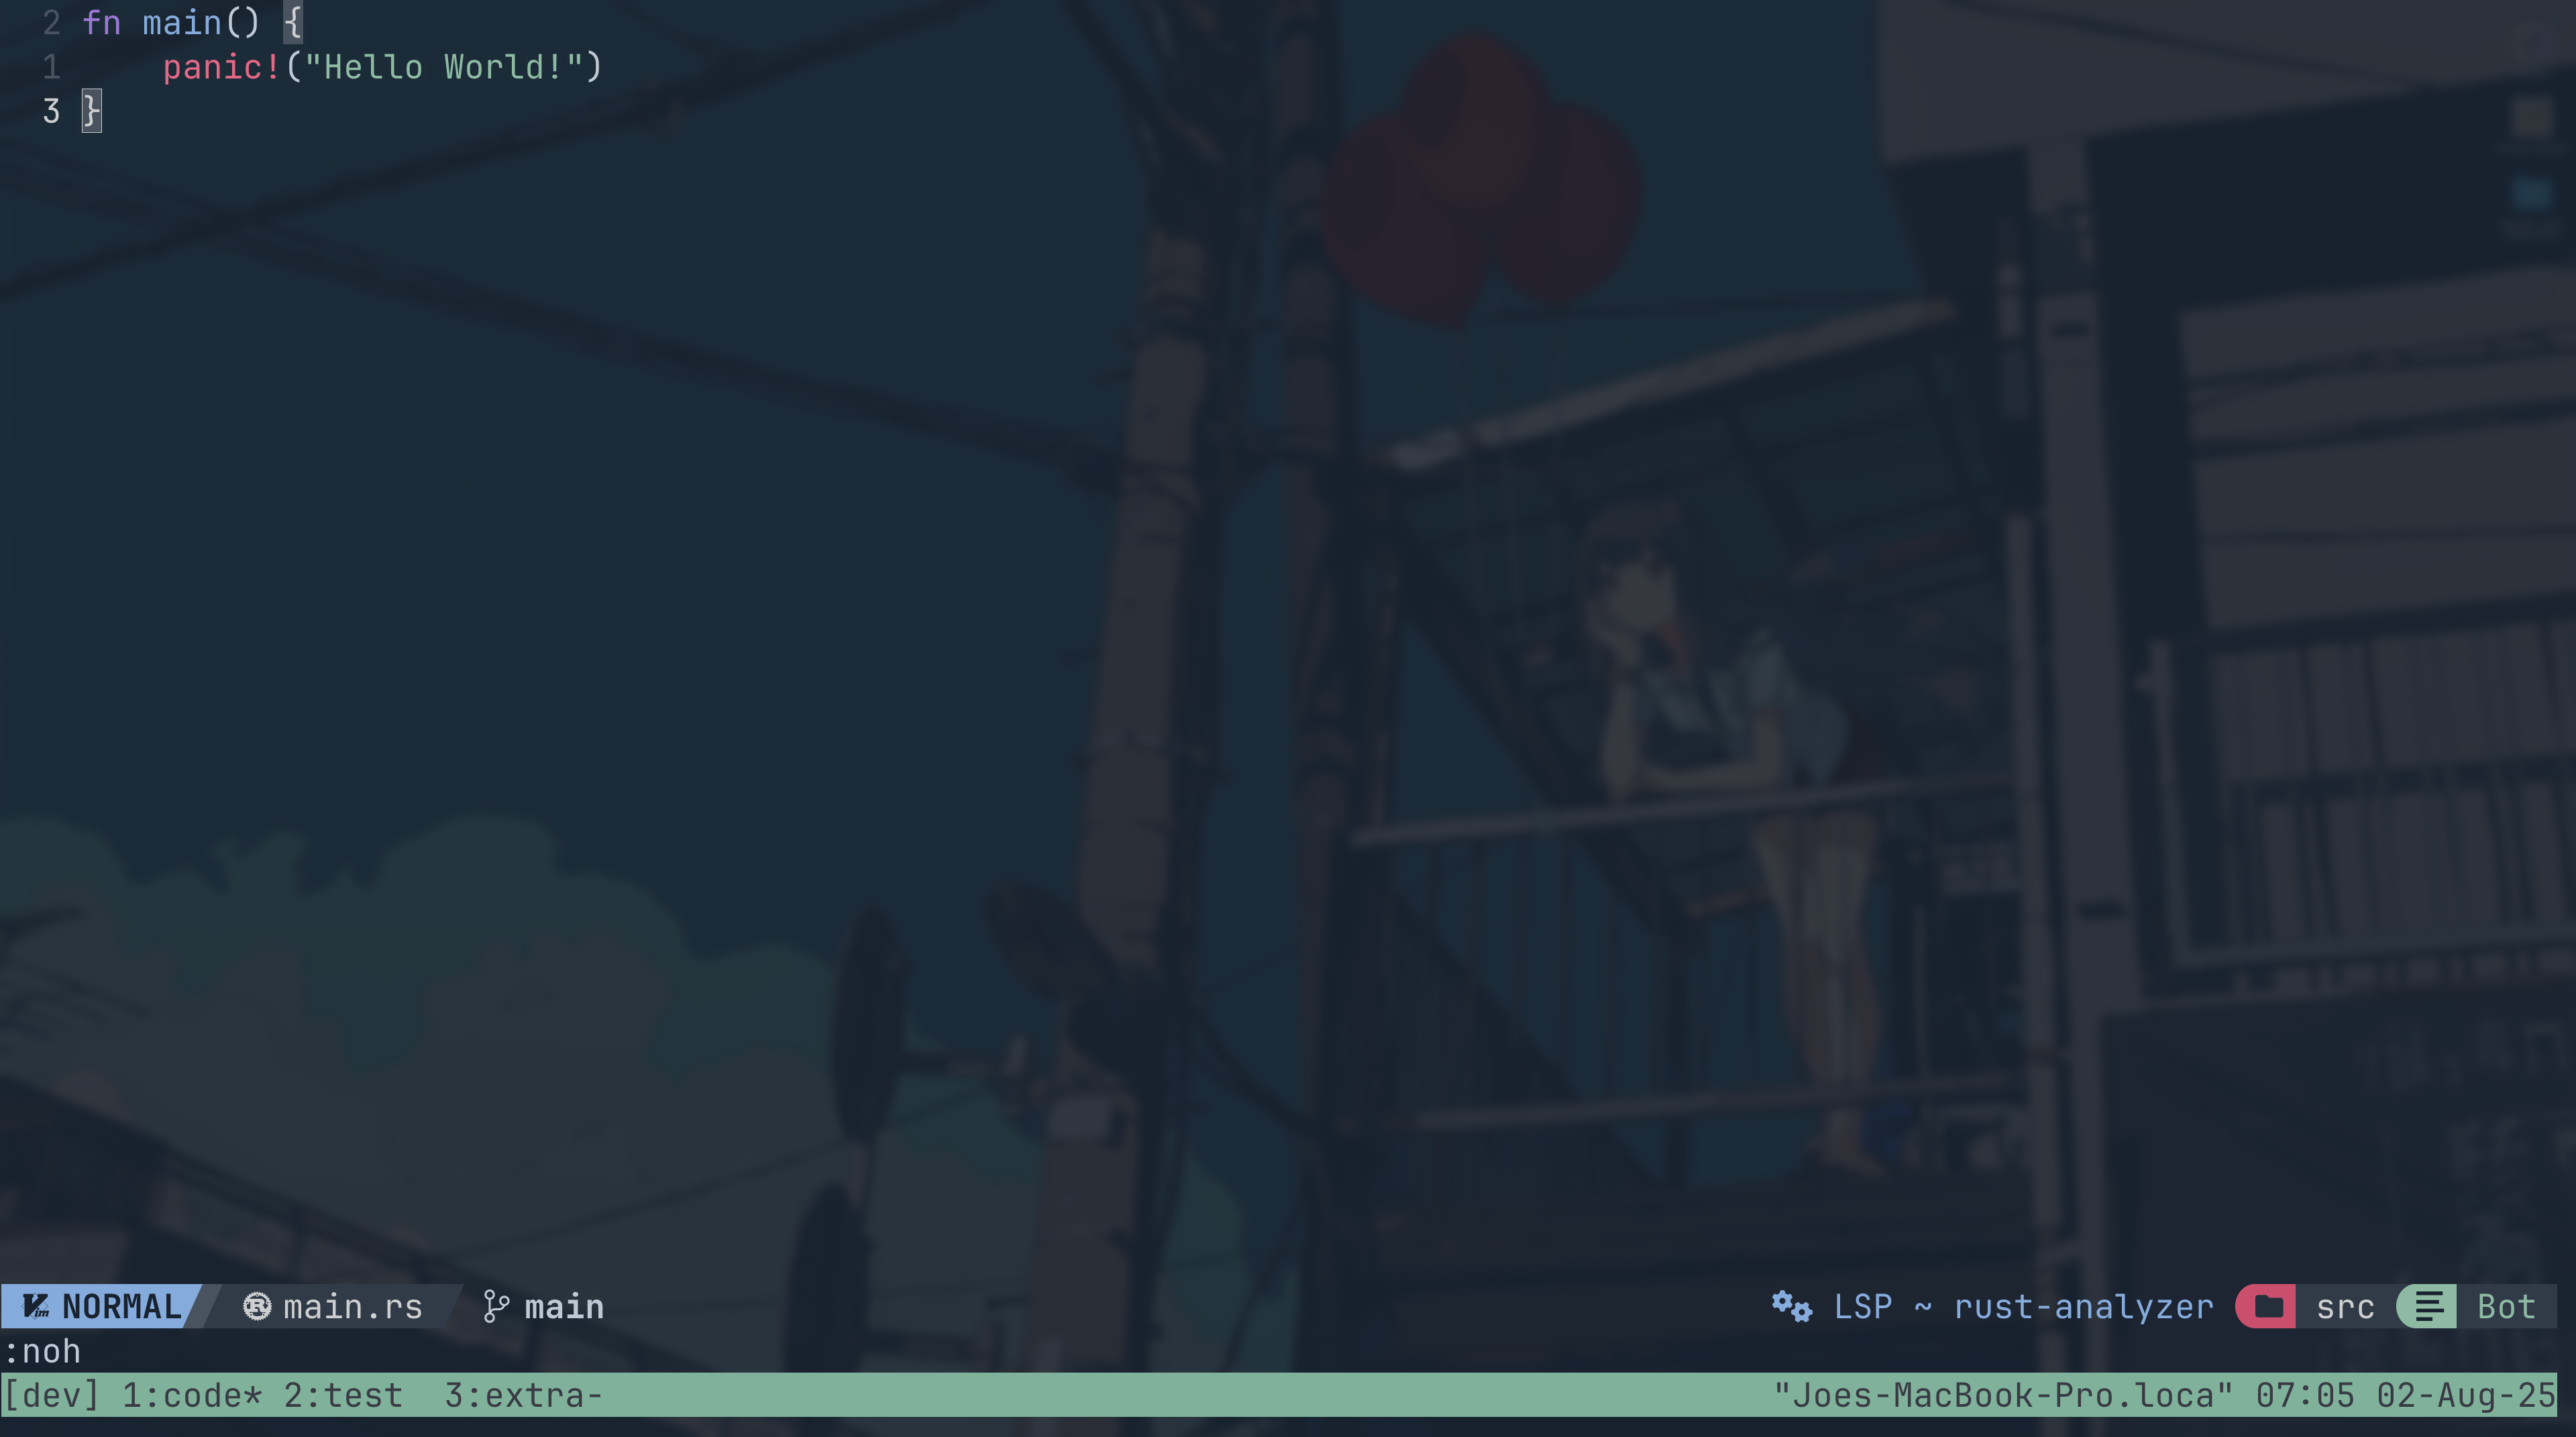 2 fn main() {
1     panic!("Hello World!")
3 }
NORMAL main.rs main LSP ~ rust-analyzer src Bot
:noh
[dev] 1:code* 2:test  3:extra- "Joes-MacBook-Pro.loca" 07:05 02-Aug-25